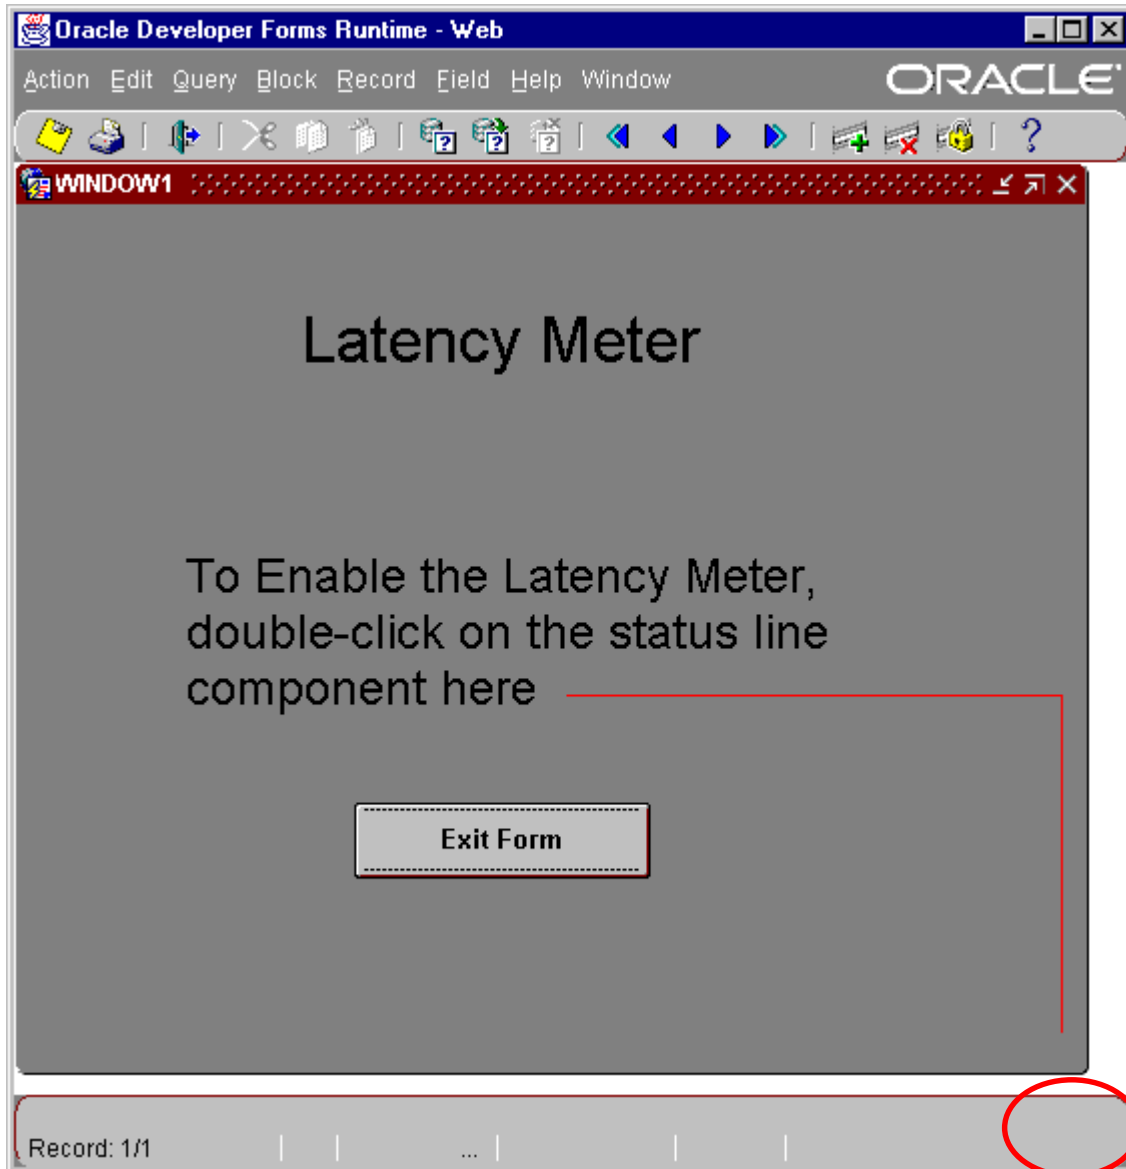 Oracle Developer Forms Runtime - Web
Action Edit Query Block Record Field Help Window ORACLE
WINDOW1
Latency Meter
To Enable the Latency Meter,
double-click on the status line
component here
Exit Form
Record: 1/1 ...